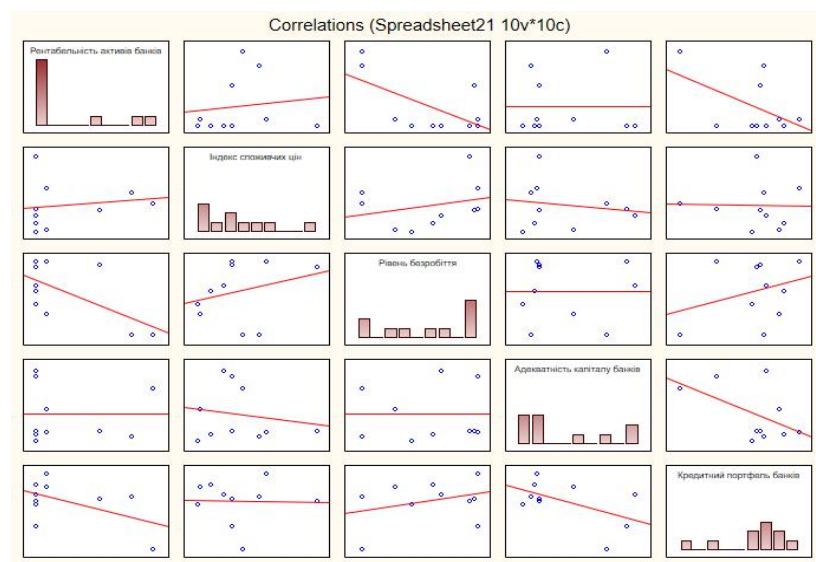 Correlations (Spreadsheet21 10v*10c)
Рентабельність активів банків
Індекс споживчих цін
Рівень безробіття
Адекватність капіталу банків
Кредитний портфель банків